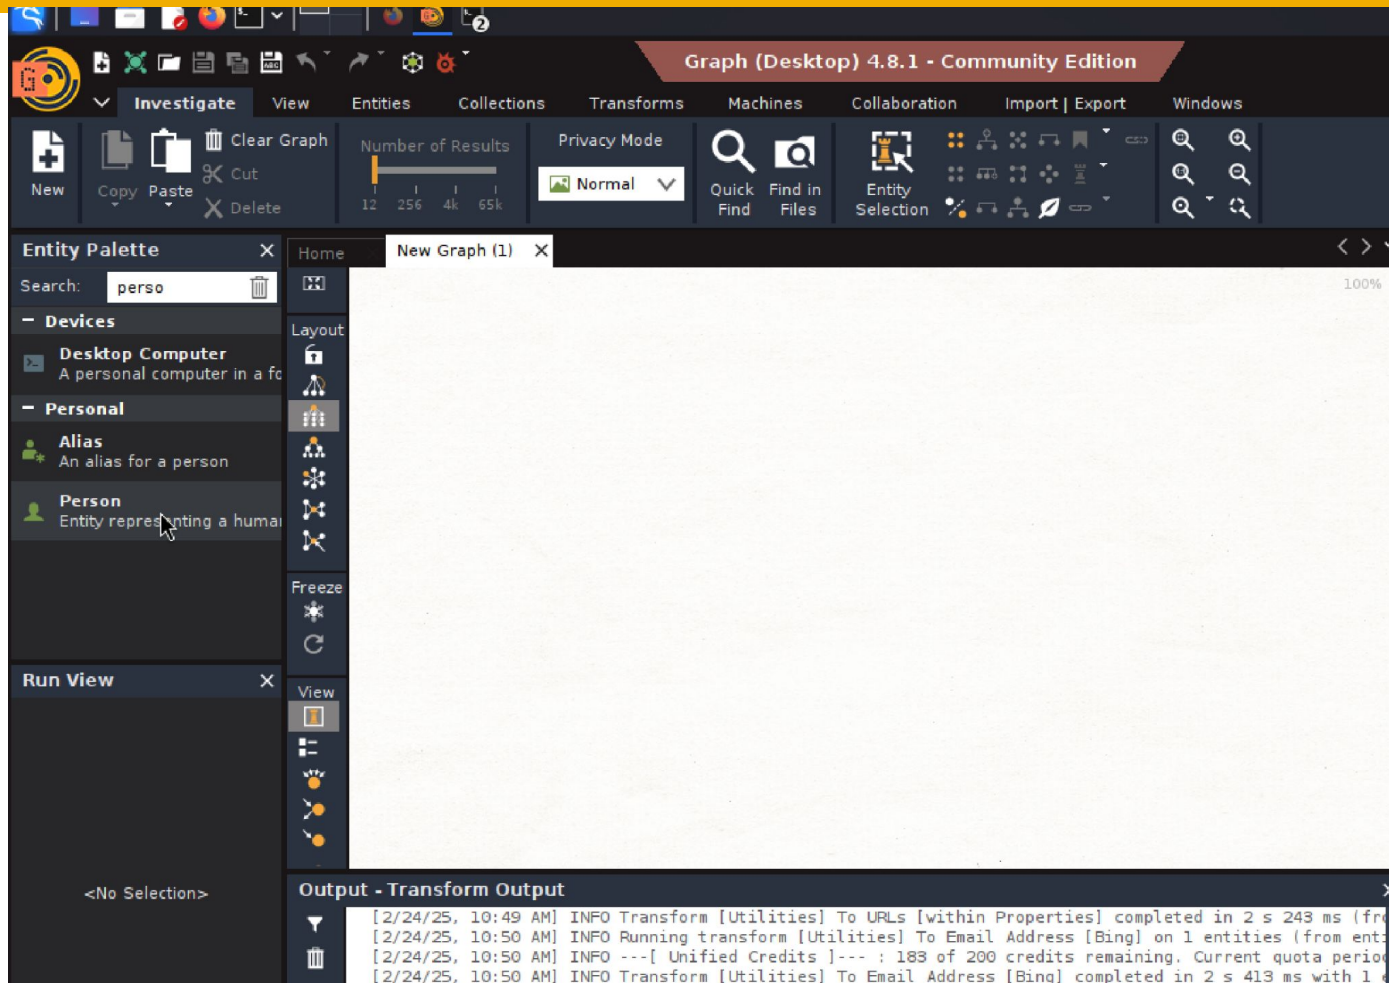 2
Graph (Desktop) 4.8.1 - Community Edition
Investigate View Entities Collections Transforms Machines Collaboration Import | Export Windows
New
Copy
Paste
Clear Graph
Cut
Delete
Number of Results
12 256 4k 65k
Privacy Mode
Normal
Quick Find
Find in Files
Entity Selection
Entity Palette
Search: perso
- Devices
Desktop Computer
A personal computer in a fo
- Personal
Alias
An alias for a person
Person
Entity representing a human
Run View
<No Selection>
Home New Graph (1)
100%
Layout
Freeze
View
Output - Transform Output
[2/24/25, 10:49 AM] INFO Transform [Utilities] To URLs [within Properties] completed in 2 s 243 ms (fro
[2/24/25, 10:50 AM] INFO Running transform [Utilities] To Email Address [Bing] on 1 entities (from enti
[2/24/25, 10:50 AM] INFO ---[ Unified Credits ]--- : 183 of 200 credits remaining. Current quota period
[2/24/25, 10:50 AM] INFO Transform [Utilities] To Email Address [Bing] completed in 2 s 413 ms with 1 e